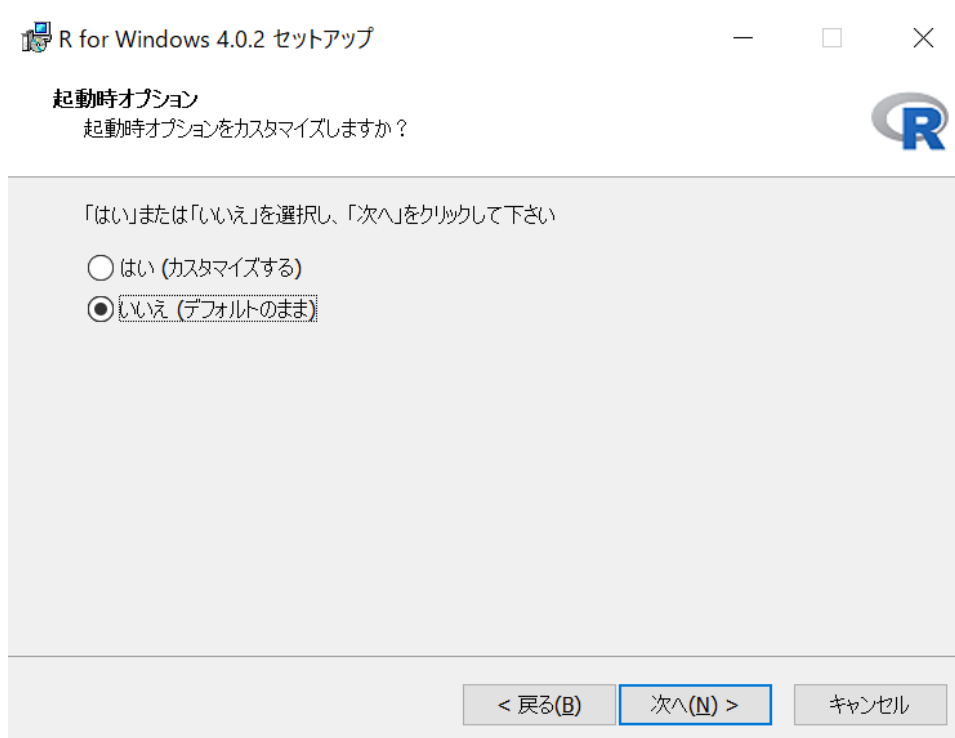 R for Windows 4.0.2 セットアップ
起動時オプション
起動時オプションをカスタマイズしますか？
R
「はい」または「いいえ」を選択し、「次へ」をクリックして下さい
はい (カスタマイズする)
いいえ (デフォルトのまま)
< 戻る(B)
次へ(N) >
キャンセル